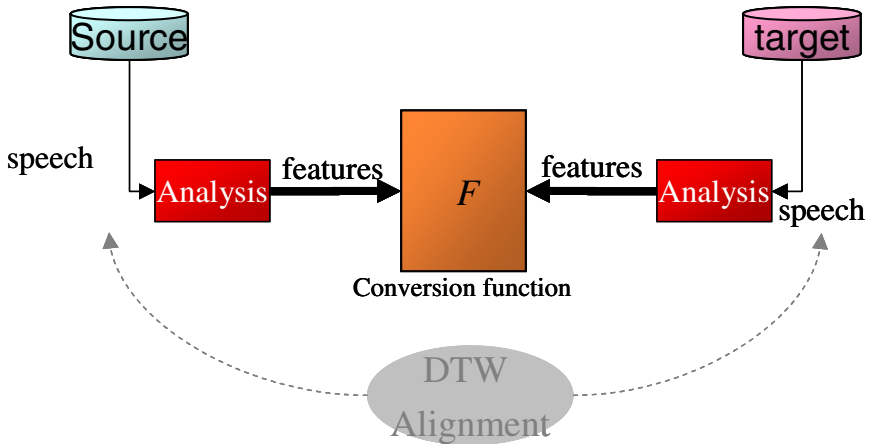 Source
target
speech
features
features
Analysis
F
Analysis
speech
Conversion function
DTW
Alignment